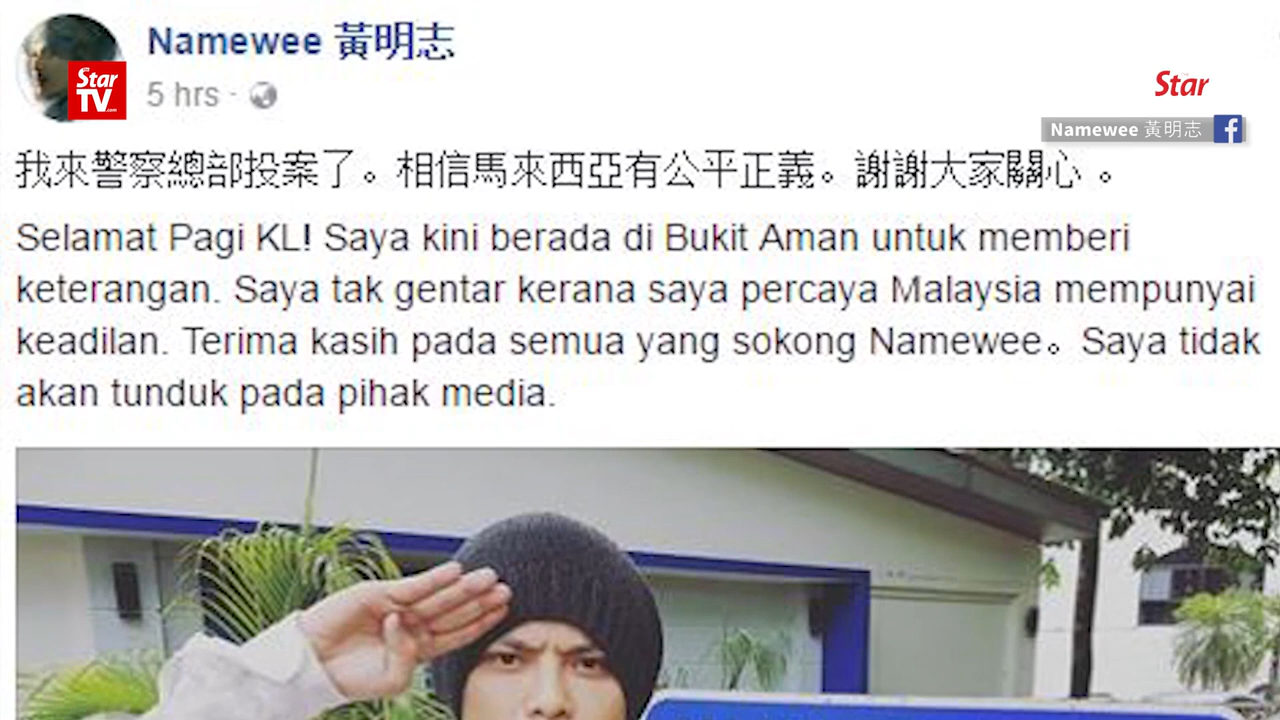 Namewee 黃明志
Star
TV.com
5 hrs
Star
Namewee 黃明志
我來警察總部投案了。相信馬來西亞有公平正義。謝謝大家關心 。
Selamat Pagi KL! Saya kini berada di Bukit Aman untuk memberi
keterangan. Saya tak gentar kerana saya percaya Malaysia mempunyai
keadilan. Terima kasih pada semua yang sokong Namewee。Saya tidak
akan tunduk pada pihak media.